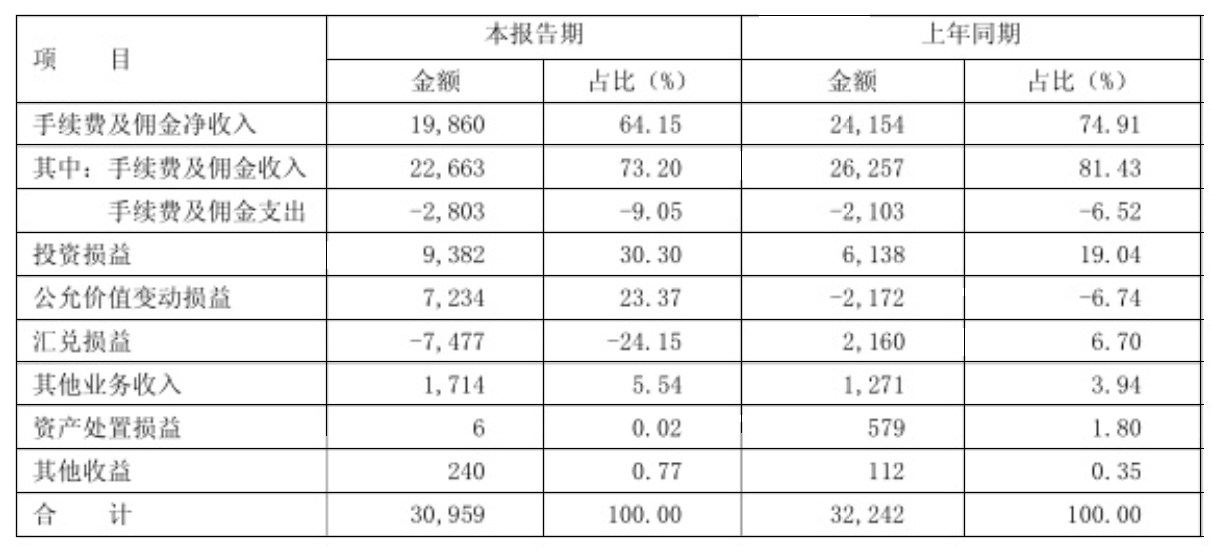 项 目 本报告期 上年同期
金额 占比（%） 金额 占比（%）
手续费及佣金净收入 19,860 64.15 24,154 74.91
其中：手续费及佣金收入 22,663 73.20 26,257 81.43
手续费及佣金支出 -2,803 -9.05 -2,103 -6.52
投资损益 9,382 30.30 6,138 19.04
公允价值变动损益 7,234 23.37 -2,172 -6.74
汇兑损益 -7,477 -24.15 2,160 6.70
其他业务收入 1,714 5.54 1,271 3.94
资产处置损益 6 0.02 579 1.80
其他收益 240 0.77 112 0.35
合 计 30,959 100.00 32,242 100.00